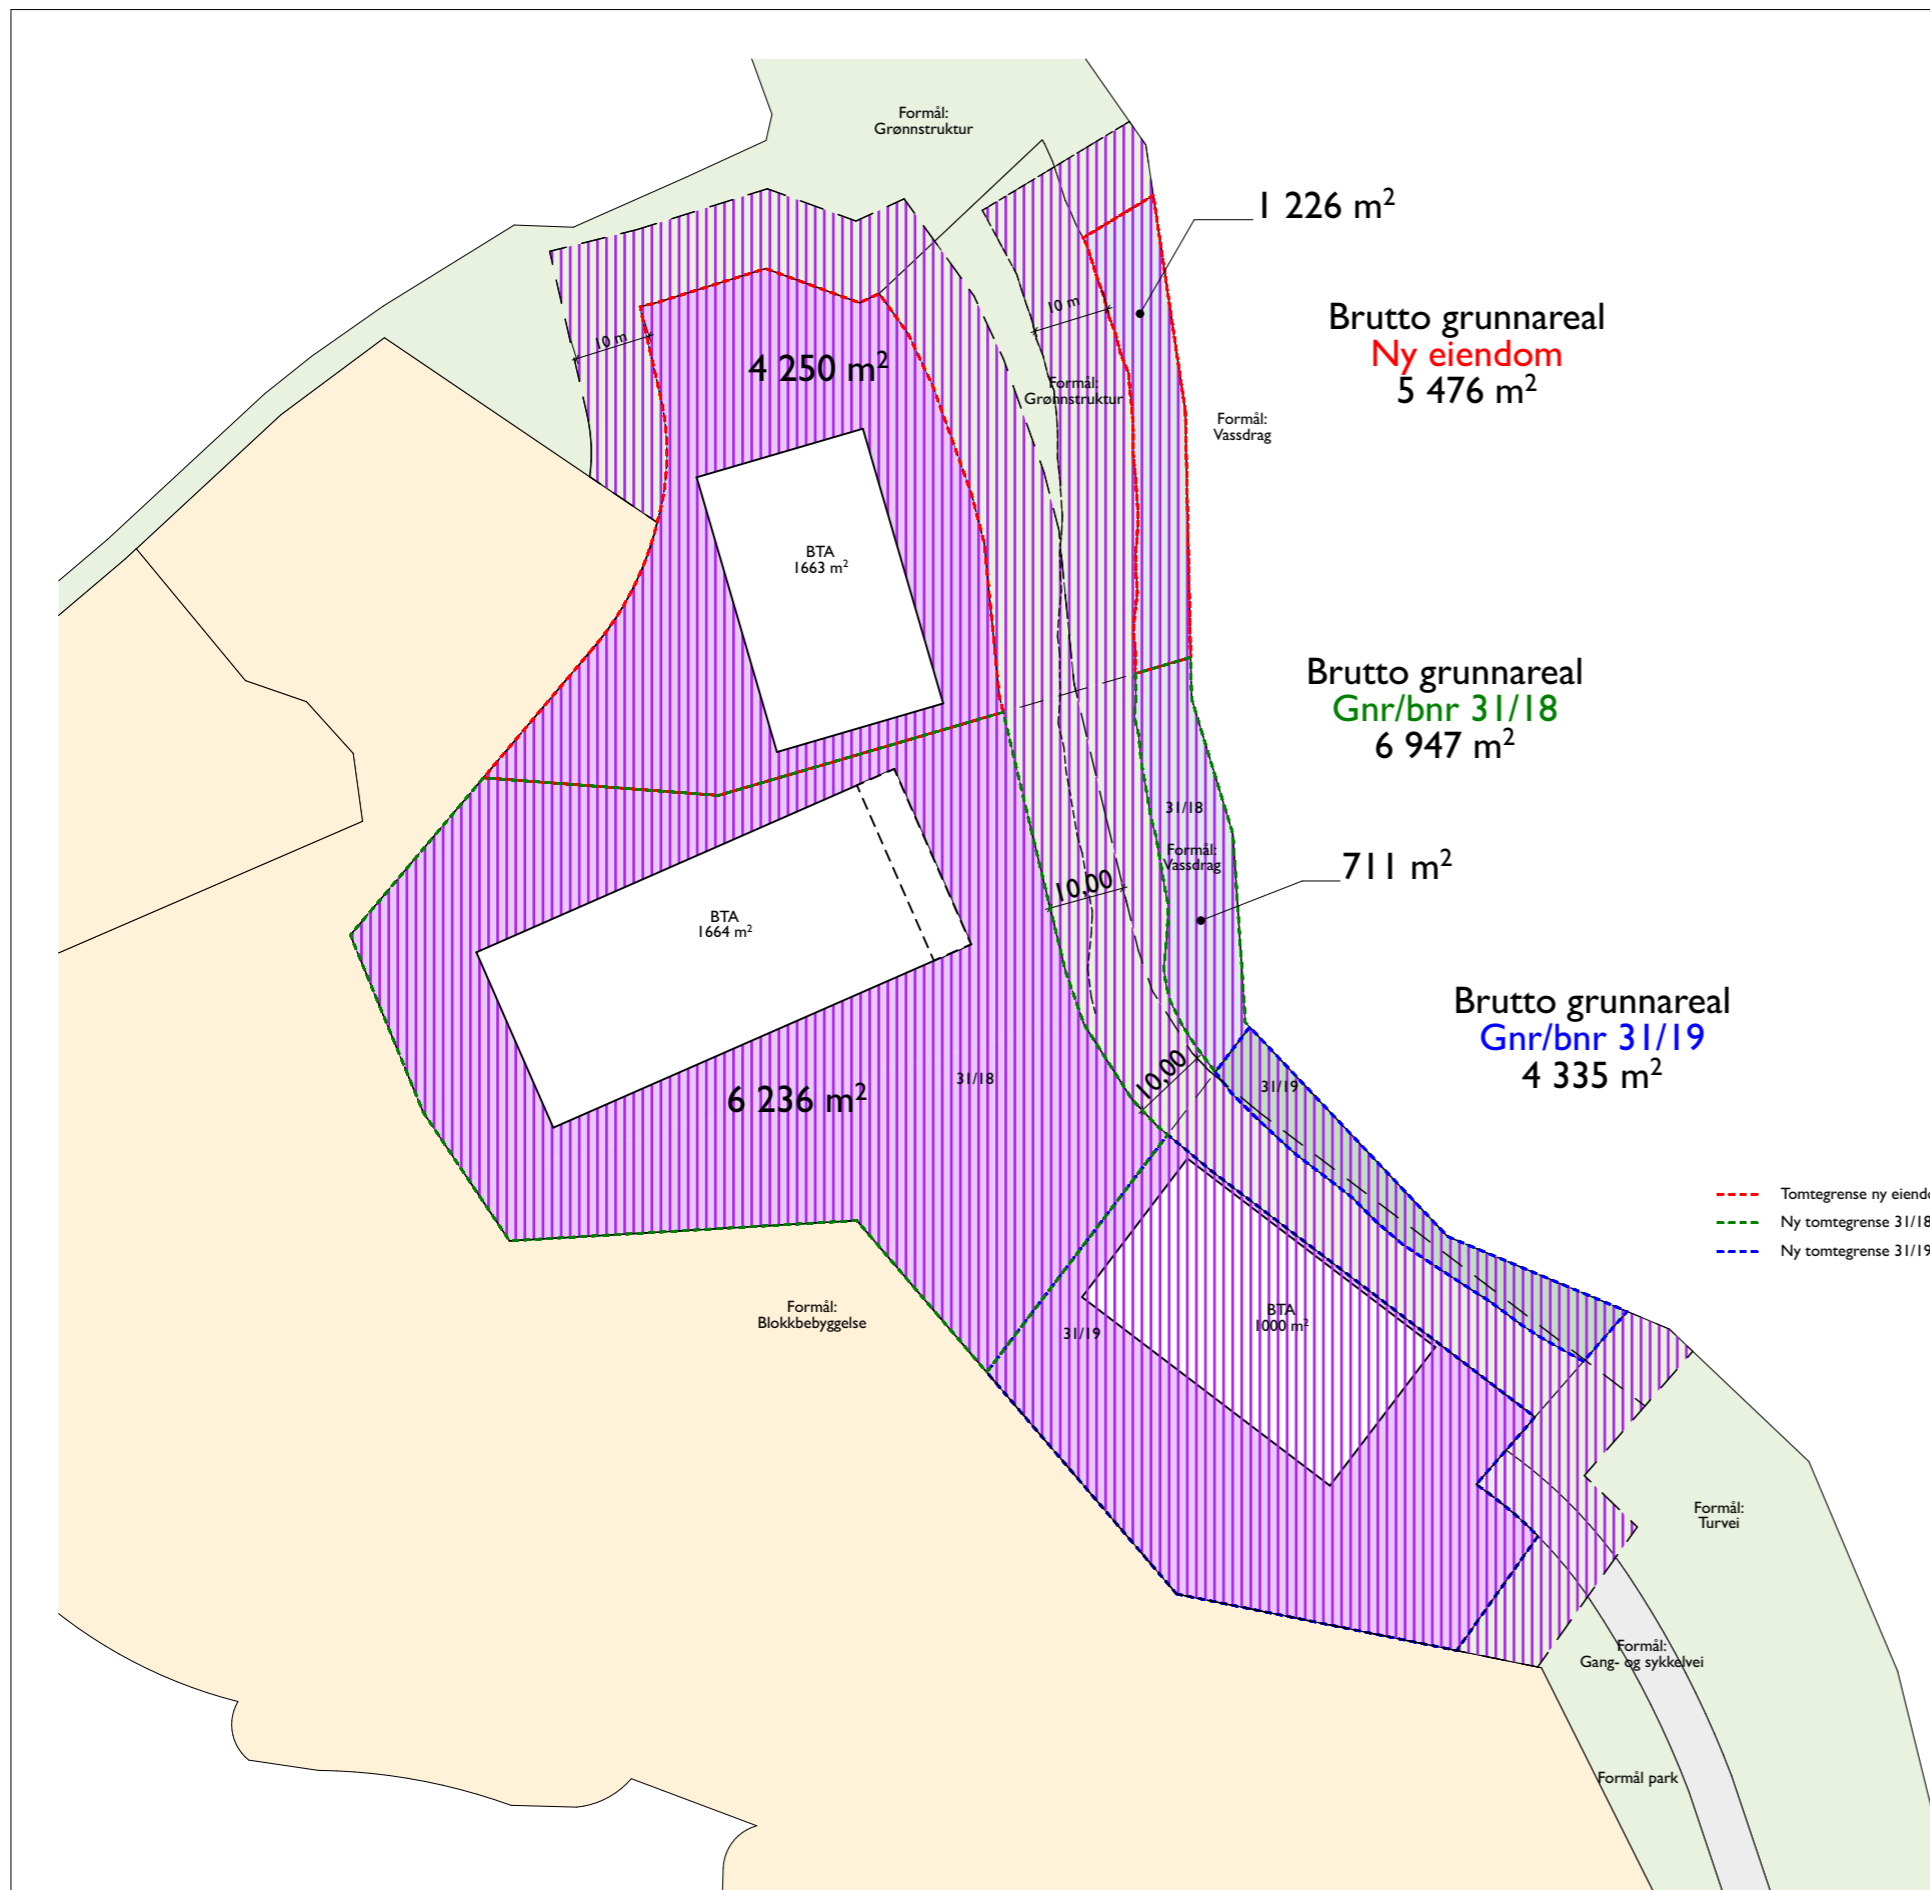 Formål:
Grønnstruktur
1 226 m²
10 m
10 m
Brutto grunnareal
Ny eiendom
5 476 m²
4 250 m²
Formål:
Grønnstruktur
Formål:
Vassdrag
BTA
1663 m²
Brutto grunnareal
Gnr/bnr 31/18
6 947 m²
31/18
Formål:
Vassdrag
711 m²
10,00
BTA
1664 m²
Brutto grunnareal
Gnr/bnr 31/19
4 335 m²
31/18
10,00
31/19
6 236 m²
Tomtegrense ny eiendo
Ny tomtegrense 31/18
Ny tomtegrense 31/19
Formål:
Blokkbebyggelse
31/19
BTA
1000 m²
Formål:
Turvei
Formål:
Gang- og sykkelvei
Formål park